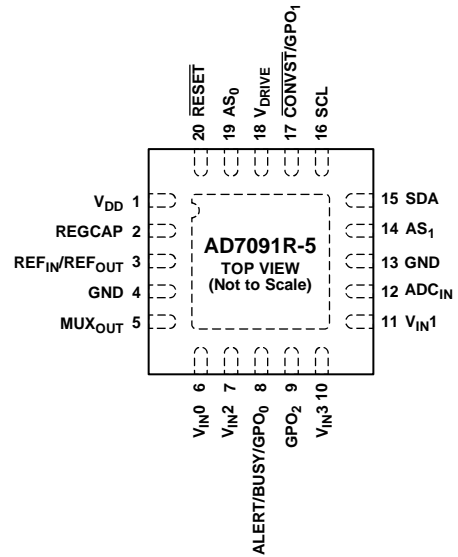 20 RESET
19 AS0
18 VDRIVE
17 CONVST/GPO1
16 SCL
VDD 1
REGCAP 2
REFIN/REFOUT 3
GND 4
MUXOUT 5
AD7091R-5
TOP VIEW
(Not to Scale)
15 SDA
14 AS1
13 GND
12 ADCIN
11 VIN1
VIN0 6
VIN2 7
ALERT/BUSY/GPO0 8
GPO2 9
VIN3 10